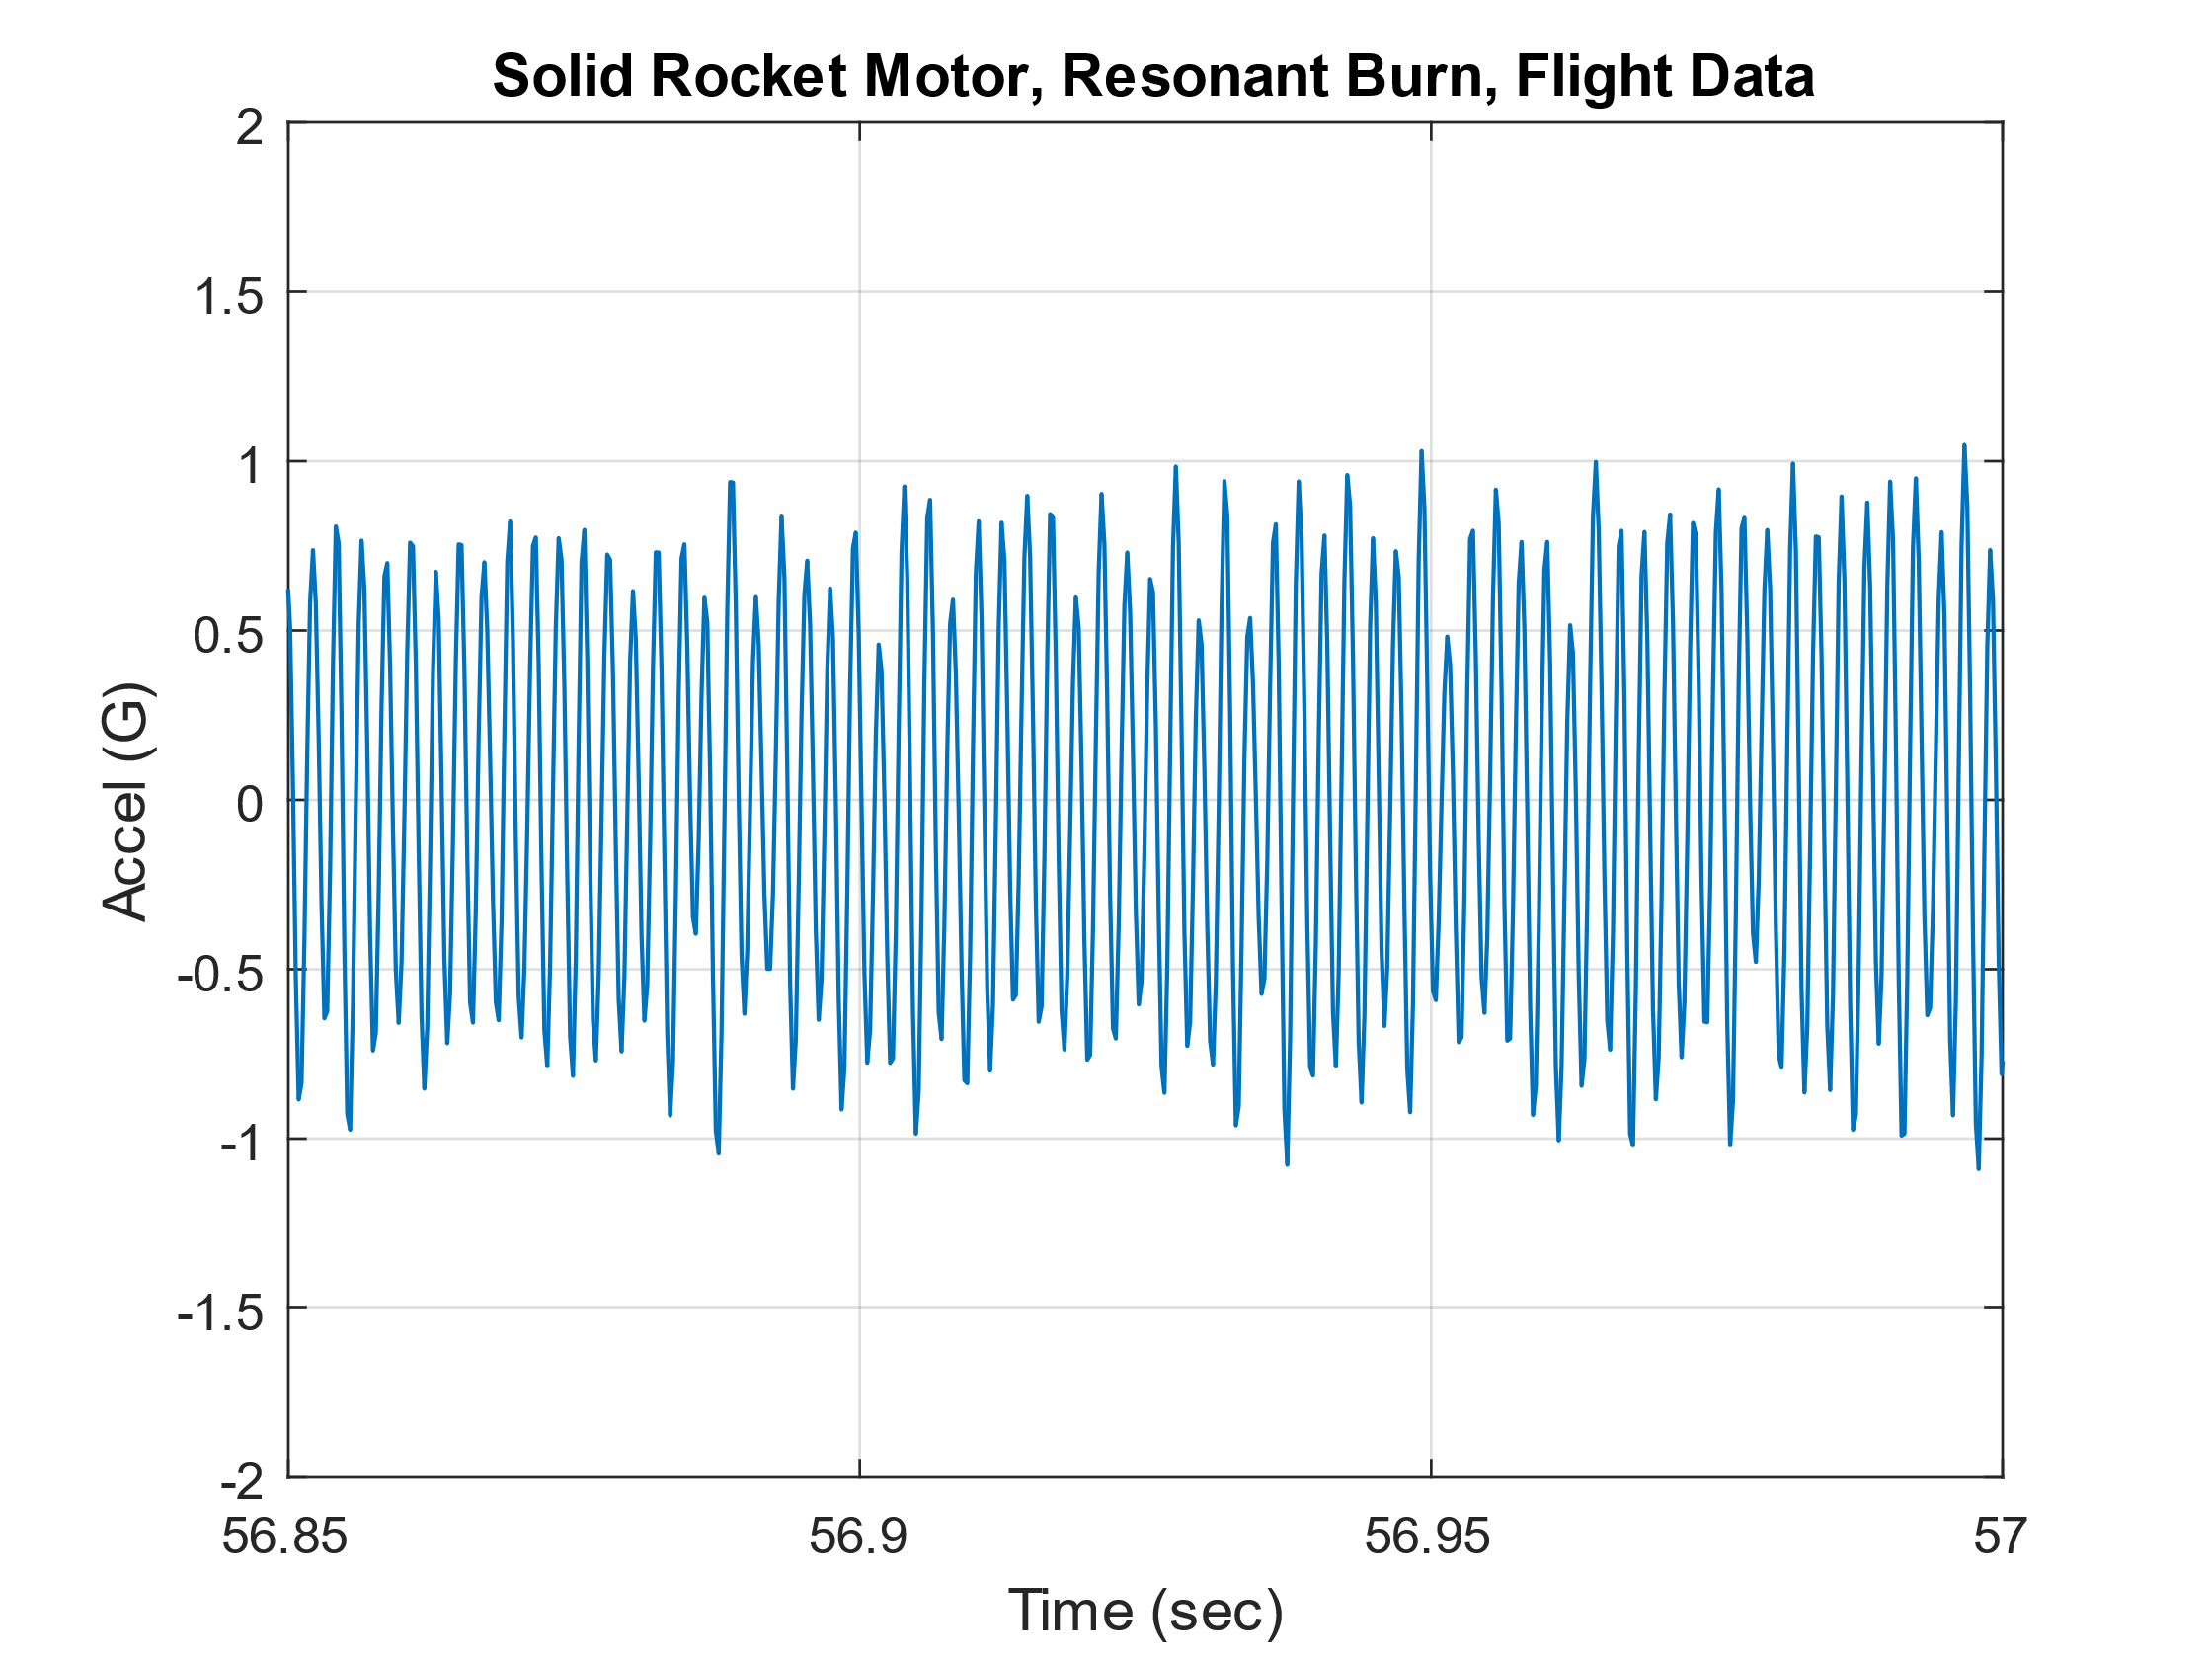 Solid Rocket Motor, Resonant Burn, Flight Data
2
1.5
1
0.5
0
-0.5
-1
-1.5
-2
Accel (G)
56.85 56.9 56.95 57
Time (sec)